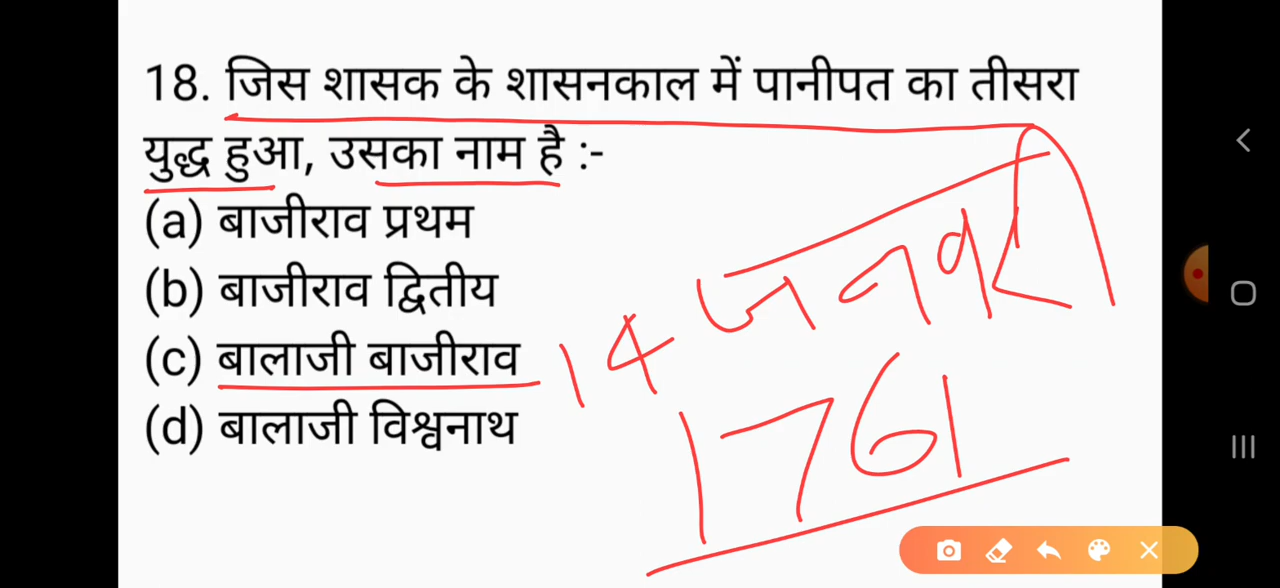 18. जिस शासक के शासनकाल में पानीपत का तीसरा
युद्ध हुआ, उसका नाम है :-
(a) बाजीराव प्रथम
(b) बाजीराव द्वितीय
(c) बालाजी बाजीराव
(d) बालाजी विश्वनाथ
14 जनवरी
1761